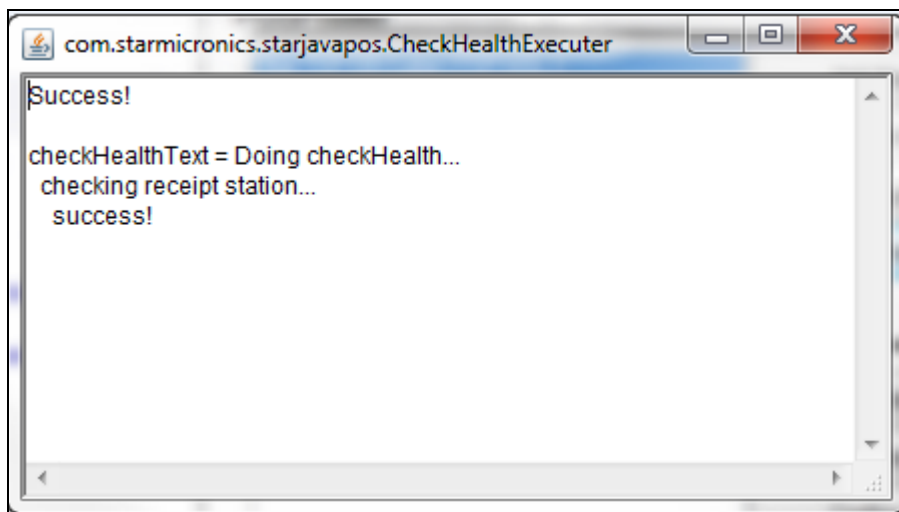 com.starmicronics.starjavapos.CheckHealthExecuter
Success!
checkHealthText = Doing checkHealth...
checking receipt station...
success!